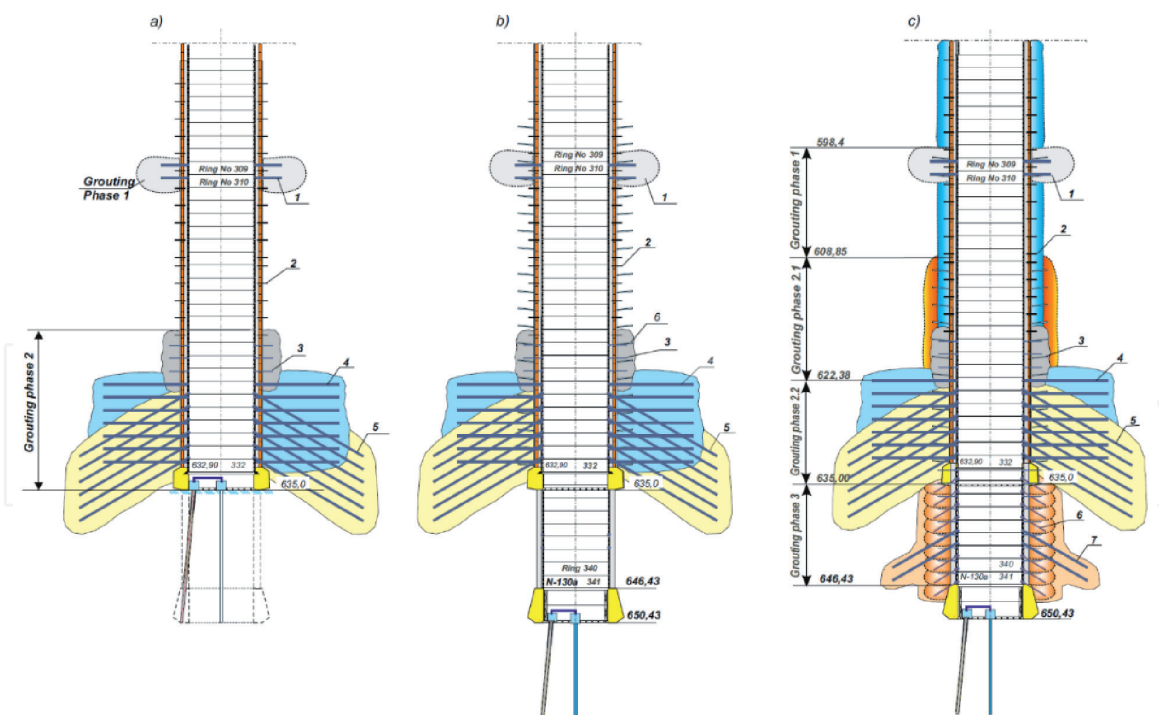 a)
Ring No 309
Ring No 310
Grouting
Phase 1
1
2
Grouting phase 2
3
4
5
632,90 332
635,0
b)
Ring No 309
Ring No 310
1
2
6
3
4
5
632,90 332
635,0
Ring 340
N-130a 341 646,43
650,43
c)
598,4
Grouting phase 1
Ring No 309
Ring No 310
1
2
608,85
Grouting phase 2.1
3
4
622,38
Grouting phase 2.2
5
632,90 332
635,00
635,0
Grouting phase 3
6
7
340
N-130a 341
646,43
650,43